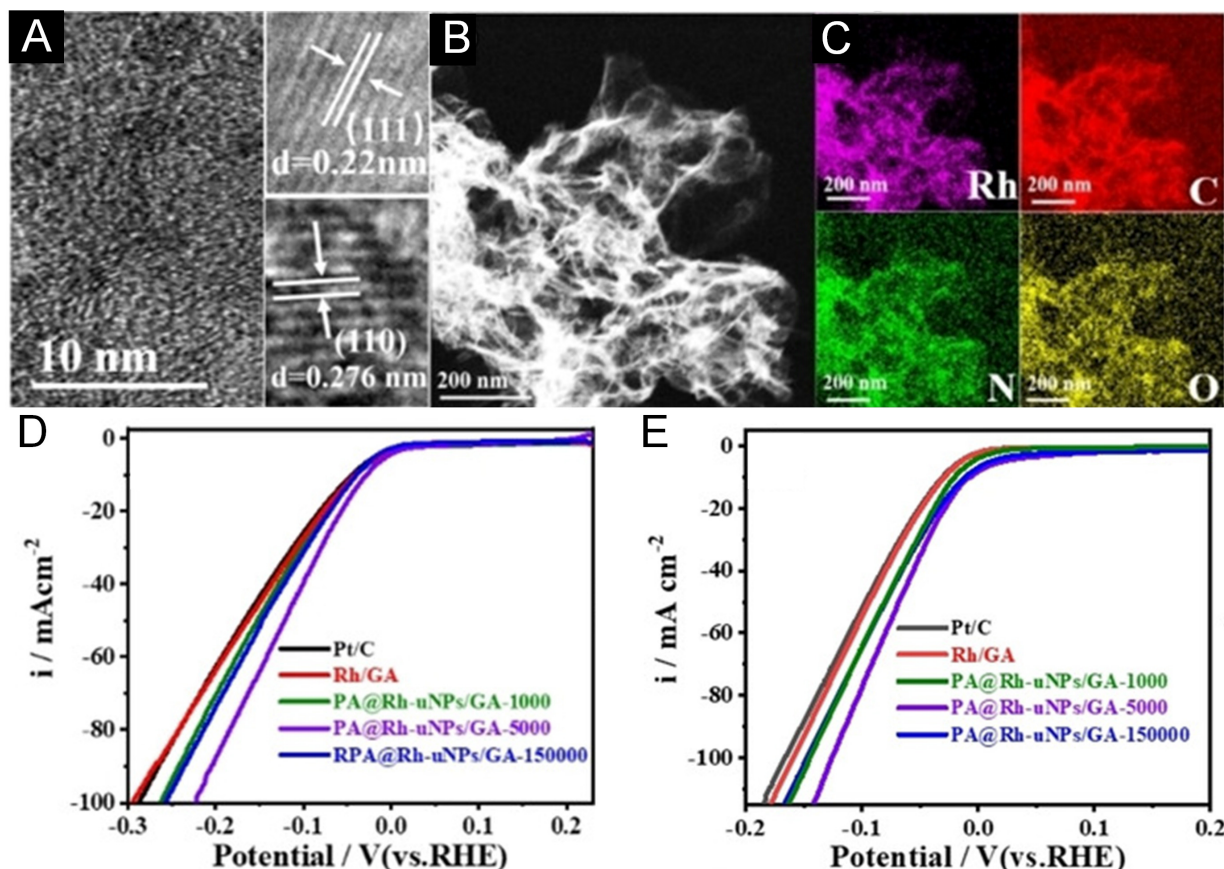 A
(111)
d=0.22nm
(110)
d=0.276 nm
10 nm
B
200 nm
C
200 nm
Rh
200 nm
C
200 nm
N
200 nm
O
D
0
-20
-40
-60
-80
-100
i / mAcm-2
Pt/C
Rh/GA
PA@Rh-uNPs/GA-1000
PA@Rh-uNPs/GA-5000
RPA@Rh-uNPs/GA-150000
-0.3 -0.2 -0.1 0.0 0.1 0.2
Potential / V(vs.RHE)
E
0
-20
-40
-60
-80
-100
i / mA cm-2
Pt/C
Rh/GA
PA@Rh-uNPs/GA-1000
PA@Rh-uNPs/GA-5000
PA@Rh-uNPs/GA-150000
-0.2 -0.1 0.0 0.1 0.2
Potential / V(vs.RHE)